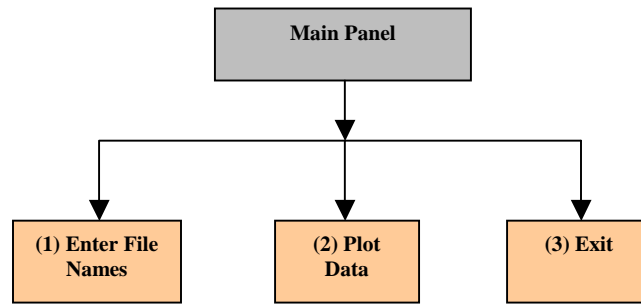 Main Panel
(1) Enter File
Names
(2) Plot
Data
(3) Exit